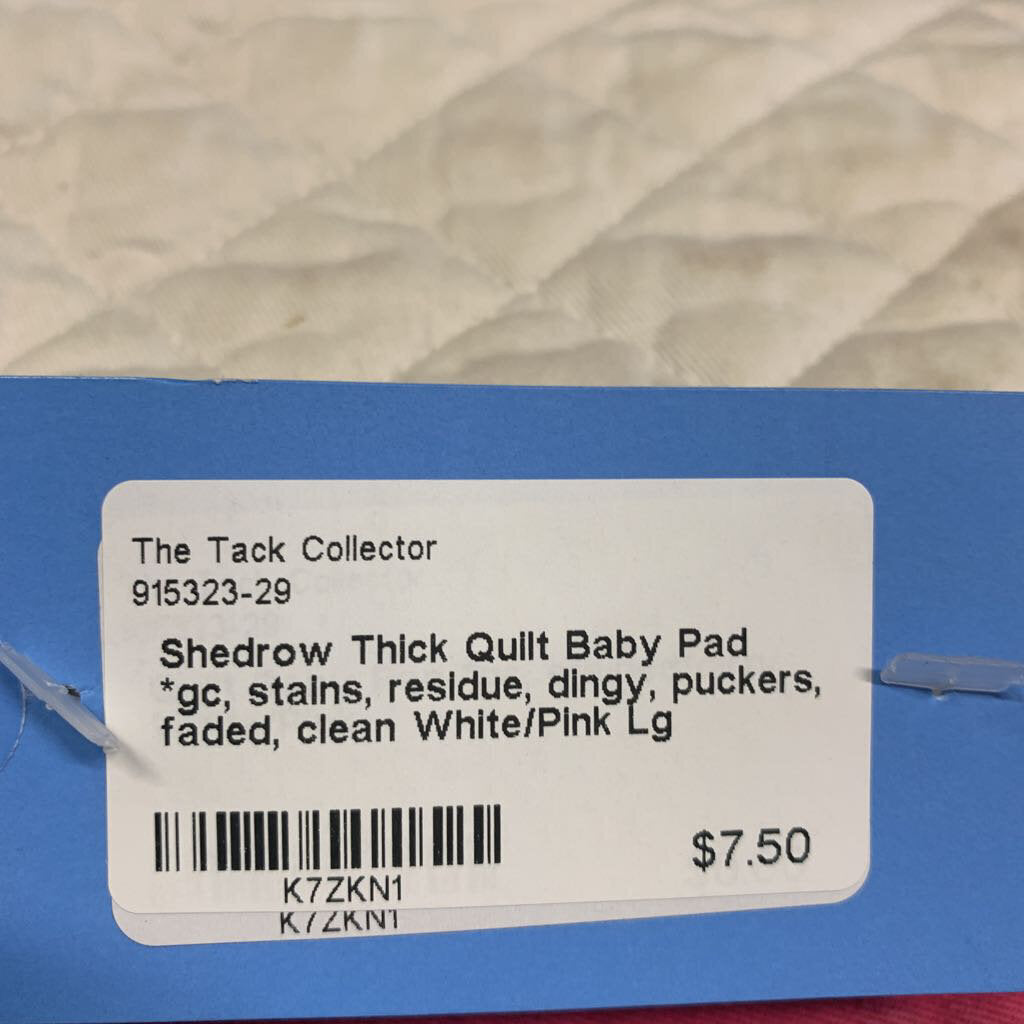 The Tack Collector
915323-29
Shedrow Thick Quilt Baby Pad
*gc, stains, residue, dingy, puckers,
faded, clean White/Pink Lg
$7.50
K7ZKN1
K7ZKN1